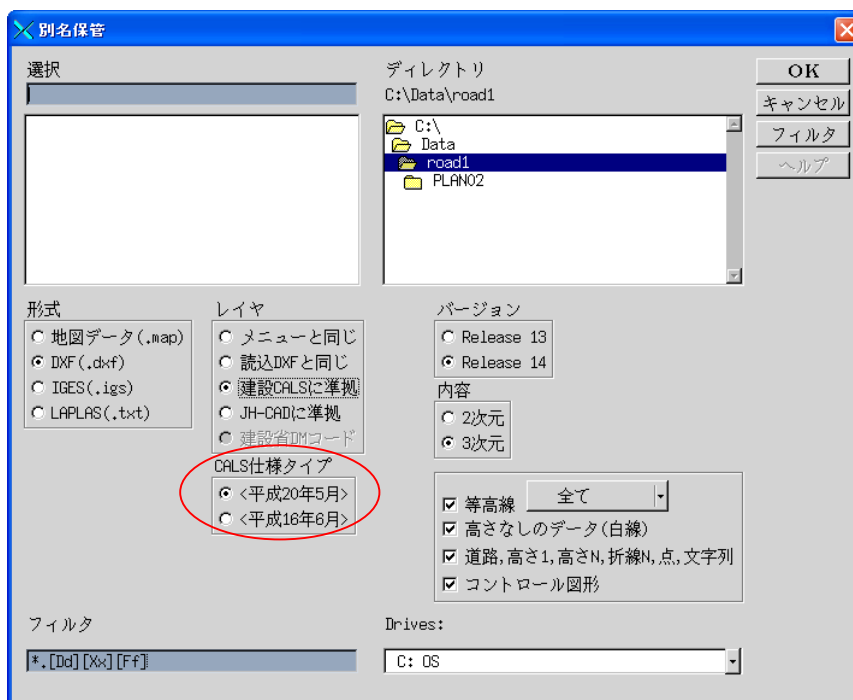 別名保管
選択
ディレクトリ
C:\Data\road1
OK
キャンセル
フィルタ
ヘルプ
C:\
Data
road1
PLAN02
形式
地図データ(.map)
DXF(.dxf)
IGES(.igs)
LAPLAS(.txt)
レイヤ
メニューと同じ
読込DXFと同じ
建設CALSに準拠
JH-CADに準拠
建設省DMコード
CALS仕様タイプ
<平成20年5月>
<平成16年6月>
バージョン
Release 13
Release 14
内容
2次元
3次元
等高線 全て
高さなしのデータ(白線)
道路,高さ1,高さN,折線N,点,文字列
コントロール図形
フィルタ
*.[Dd][Xx][Ff]
Drives:
C: OS